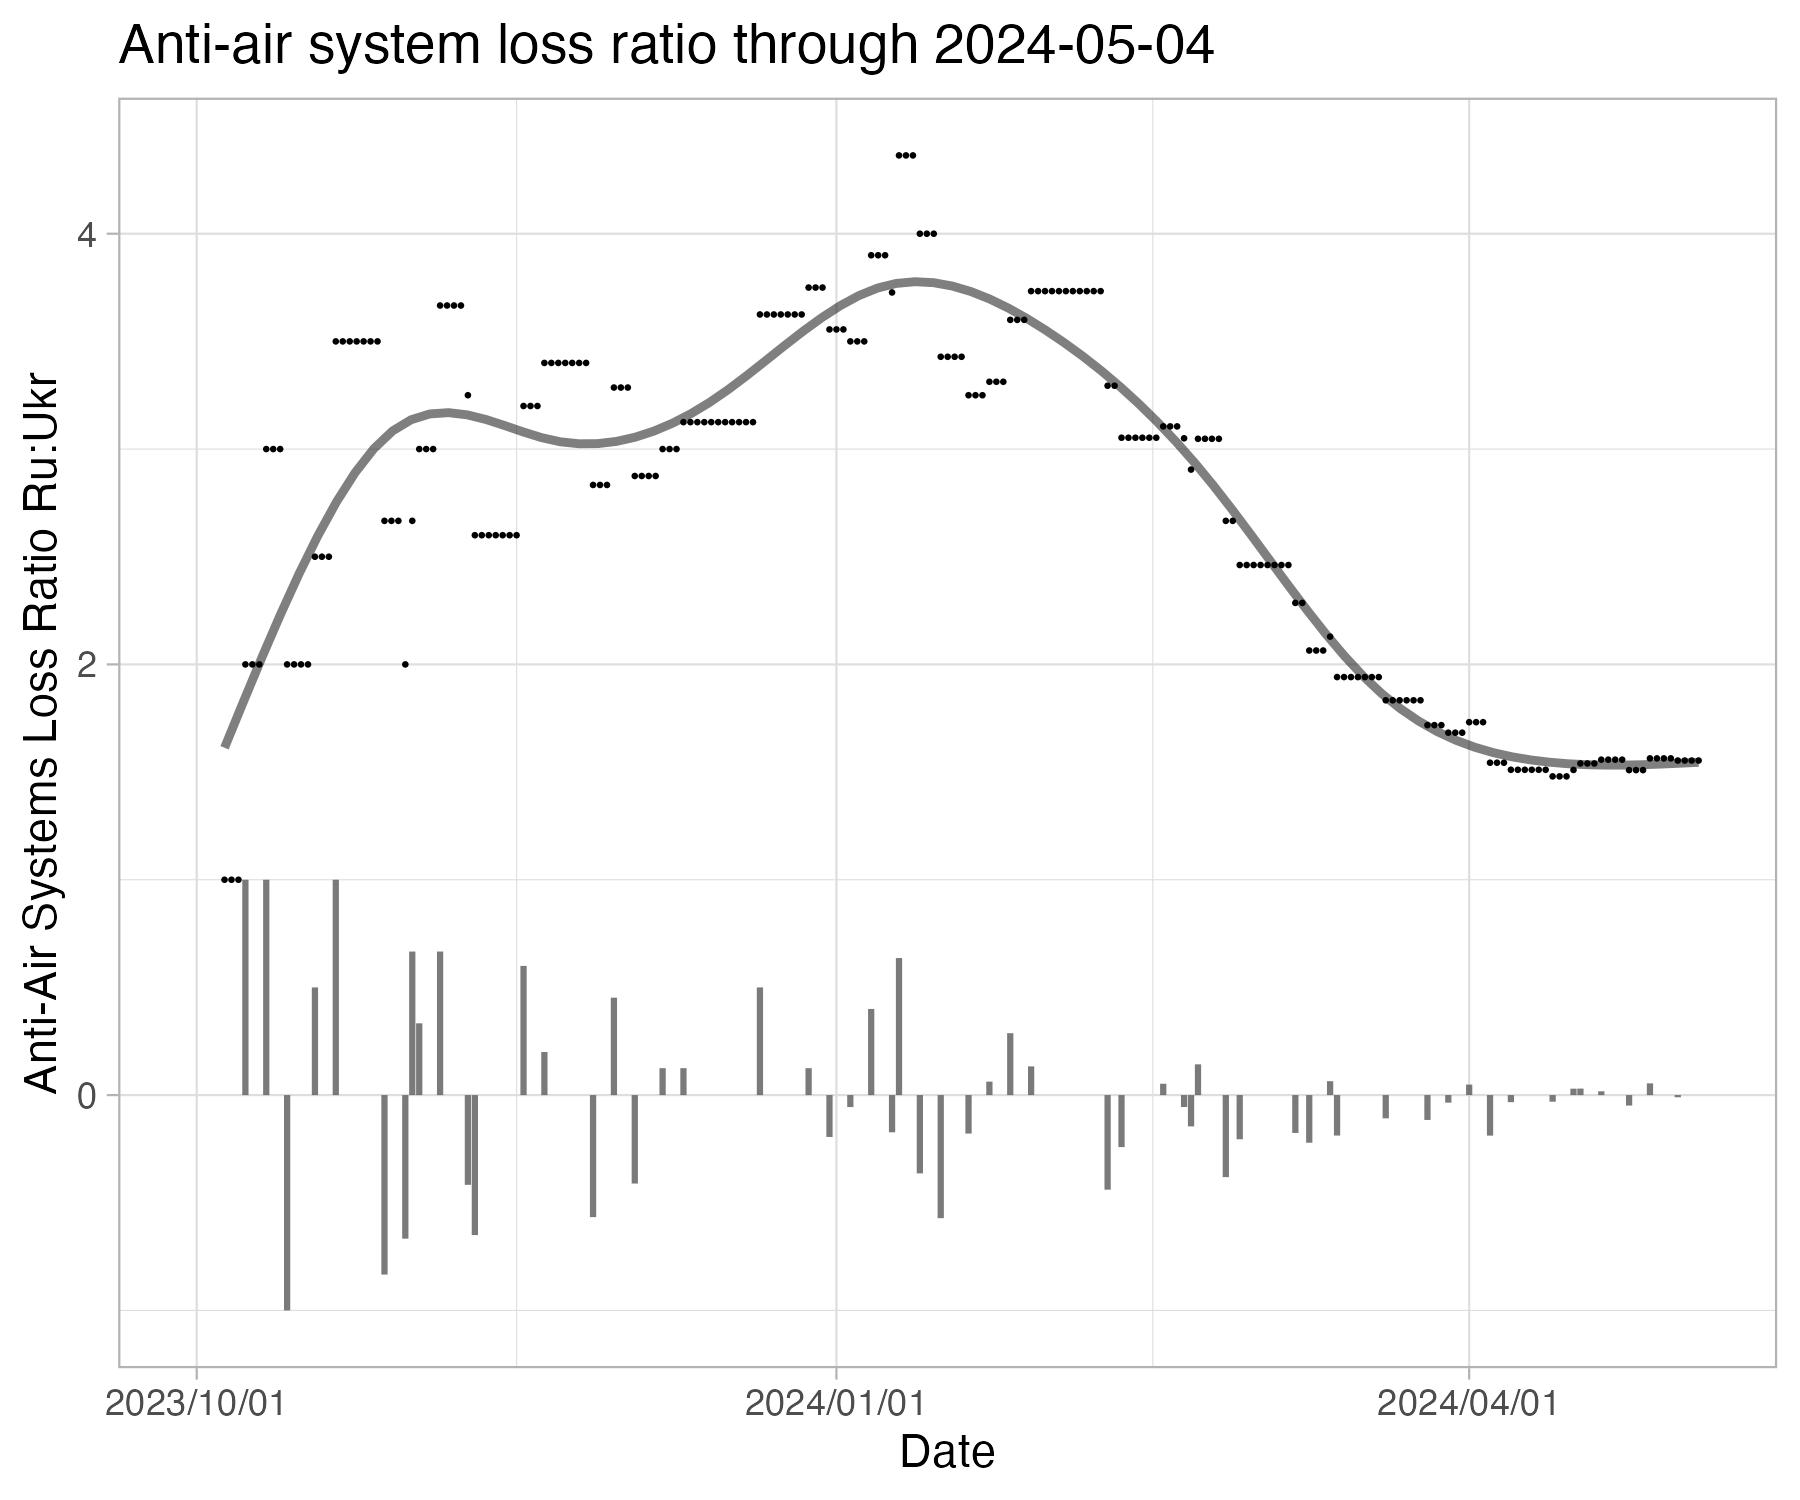 Anti-air system loss ratio through 2024-05-04
Anti-Air Systems Loss Ratio Ru:Ukr
4
2
0
2023/10/01
2024/01/01
2024/04/01
Date